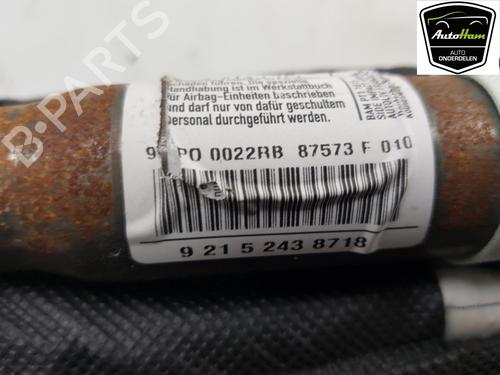 AutoHam
AUTO
ONDERDELEN
Handhabung ist im Werkstattbuch
für Airbag-Einheiten beschrieben
und darf nur von dafür geschultem
Personal durchgeführt werden.
0022RB 87573 F 010
9 21 5 243 8718
B-PARTS